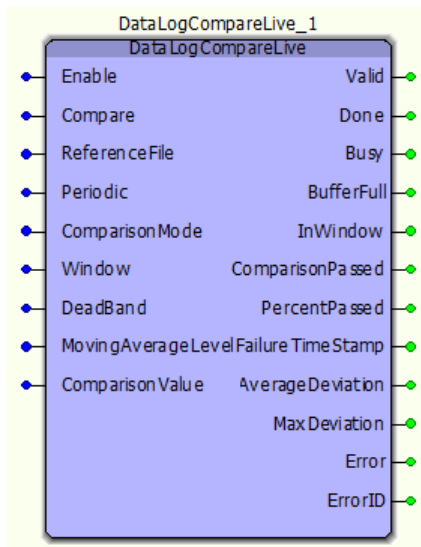 DataLogCompareLive_1
DataLogCompareLive
Enable Valid
Compare Done
ReferenceFile Busy
Periodic BufferFull
ComparisonMode InWindow
Window ComparisonPassed
DeadBand PercentPassed
MovingAverageLevel FailureTimeStamp
ComparisonValue AverageDeviation
MaxDeviation
Error
ErrorID